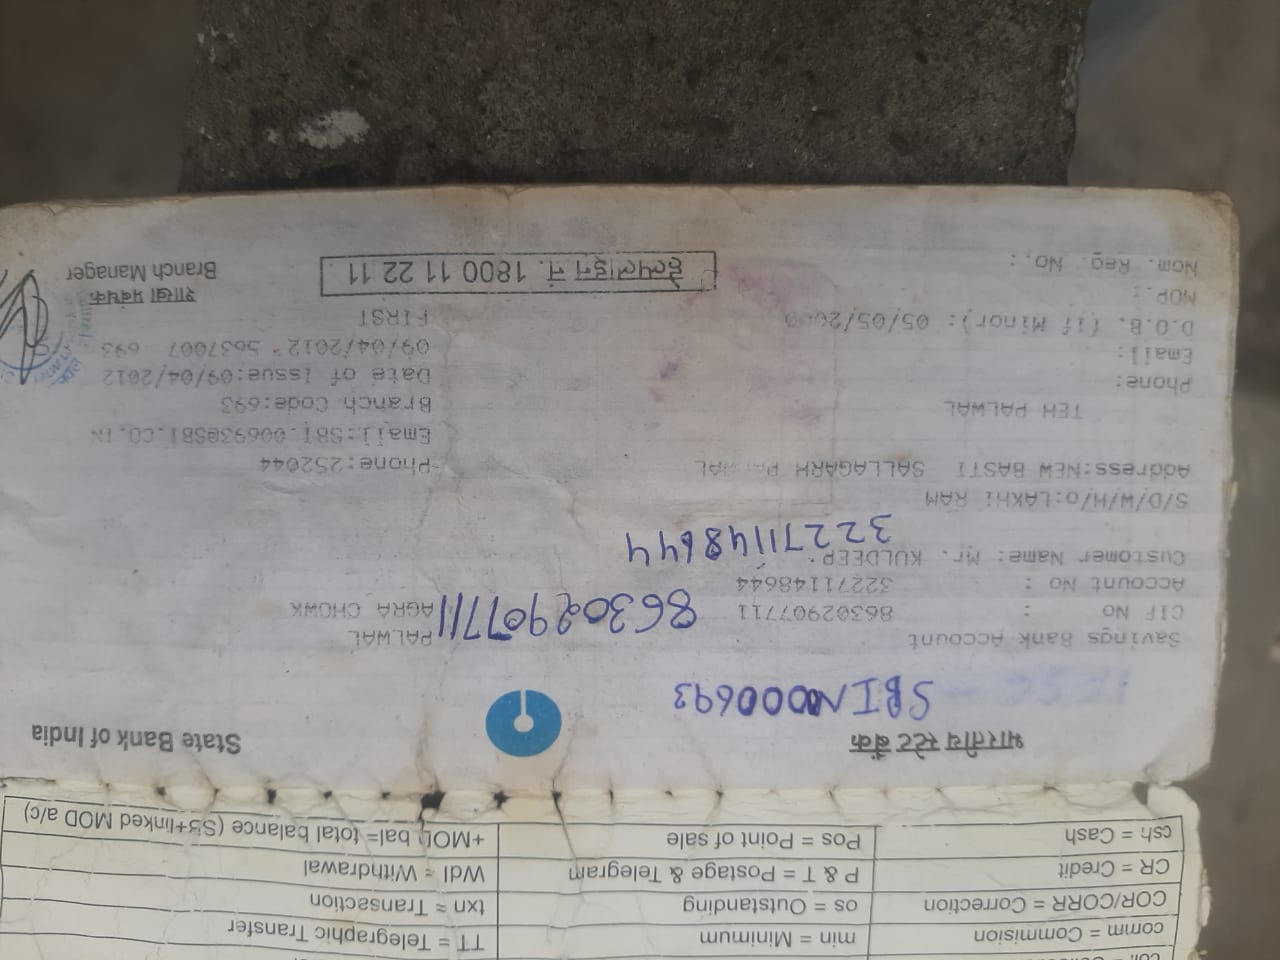 भारतीय स्टेट बैंक
State Bank of India
SBIN0000693
Savings Bank Account
CIF No : 86302907711
86302907711
Account No : 32271148644
Customer Name: Mr. KULDEEP
32271148644
S/D/W/H/o:LAKHI RAM
Address:NEW BASTI SALLAGARH PALWAL
TEH PALWAL
Phone:
Email:
D.O.B. (if Minor): 05/05/2000
MOP.:
Nom. Reg. No.:
PALWAL
AGRA CHOWK
Phone:252044
Email:SBI.00693@SBI.CO.IN
Branch Code:693
Date of Issue:09/04/2012
09/04/2012 5637007 693
FIRST
हेल्पलाइन नं. 1800 11 22 11
शाखा प्रबंधक
Branch Manager
comm = Commision
min = Minimum
TT = Telegraphic Transfer
COR/CORR = Correction
os = Outstanding
txn = Transaction
CR = Credit
P & T = Postage & Telegram
Wdl = Withdrawal
csh = Cash
Pos = Point of sale
+MOD bal= total balance (SB+linked MOD a/c)